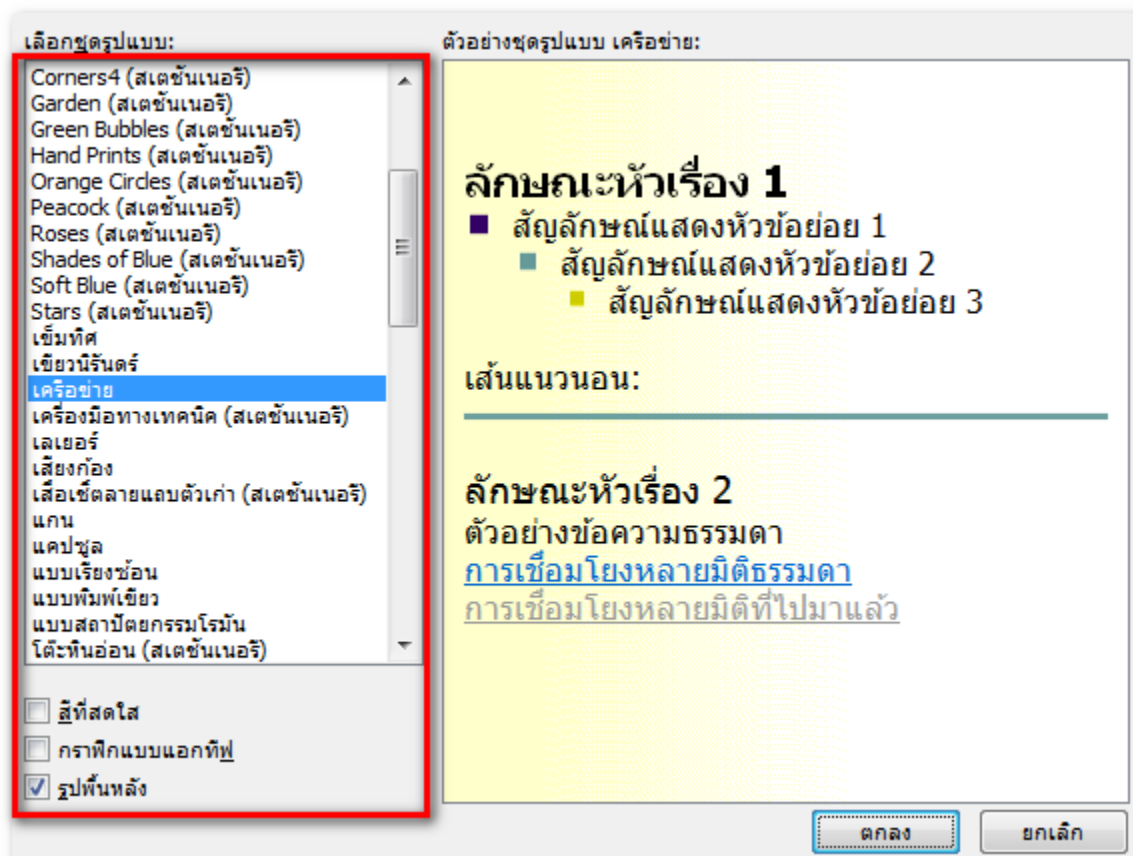 เลือกชุดรูปแบบ:
Corners4 (สเตชันเนอรี)
Garden (สเตชันเนอรี)
Green Bubbles (สเตชันเนอรี)
Hand Prints (สเตชันเนอรี)
Orange Circles (สเตชันเนอรี)
Peacock (สเตชันเนอรี)
Roses (สเตชันเนอรี)
Shades of Blue (สเตชันเนอรี)
Soft Blue (สเตชันเนอรี)
Stars (สเตชันเนอรี)
เข็มทิศ
เขียวนิรันดร์
เครือข่าย
เครื่องมือทางเทคนิค (สเตชันเนอรี)
เลเยอร์
เสียงก้อง
เสื้อเชิ้ตลายแถบตัวเก่า (สเตชันเนอรี)
แกน
แคปซูล
แบบเรียงซ้อน
แบบพิมพ์เขียว
แบบสถาปัตยกรรมโรมัน
โต๊ะหินอ่อน (สเตชันเนอรี)
สีที่สดใส
กราฟิกแบบแอกทีฟ
รูปพื้นหลัง
ตัวอย่างชุดรูปแบบ เครือข่าย:
ลักษณะหัวเรื่อง 1
สัญลักษณ์แสดงหัวข้อย่อย 1
สัญลักษณ์แสดงหัวข้อย่อย 2
สัญลักษณ์แสดงหัวข้อย่อย 3
เส้นแนวนอน:
ลักษณะหัวเรื่อง 2
ตัวอย่างข้อความธรรมดา
การเชื่อมโยงหลายมิติธรรมดา
การเชื่อมโยงหลายมิติที่ไปมาแล้ว
ตกลง
ยกเลิก